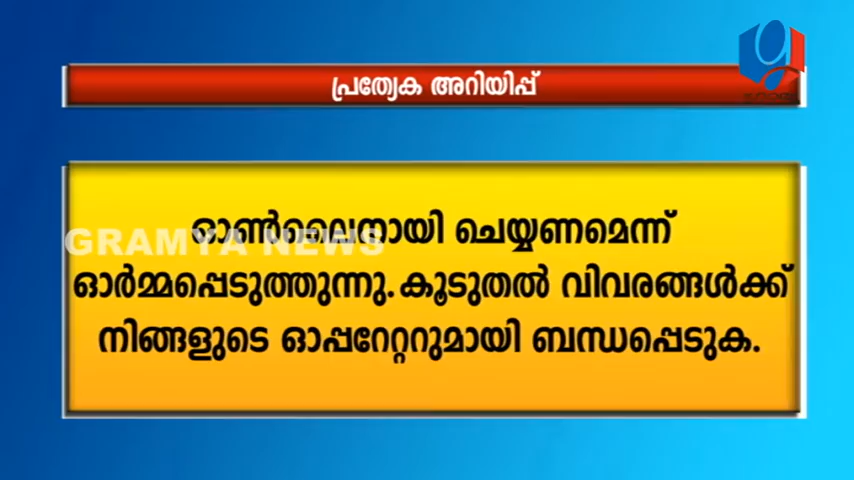 പ്രത്യേക അറിയിപ്പ്
ഓൺലൈനായി ചെയ്യണമെന്ന്
GRAMYA NEWS
ഓർമ്മപ്പെടുത്തുന്നു. കൂടുതൽ വിവരങ്ങൾക്ക്
നിങ്ങളുടെ ഓപ്പറേറ്ററുമായി ബന്ധപ്പെടുക.